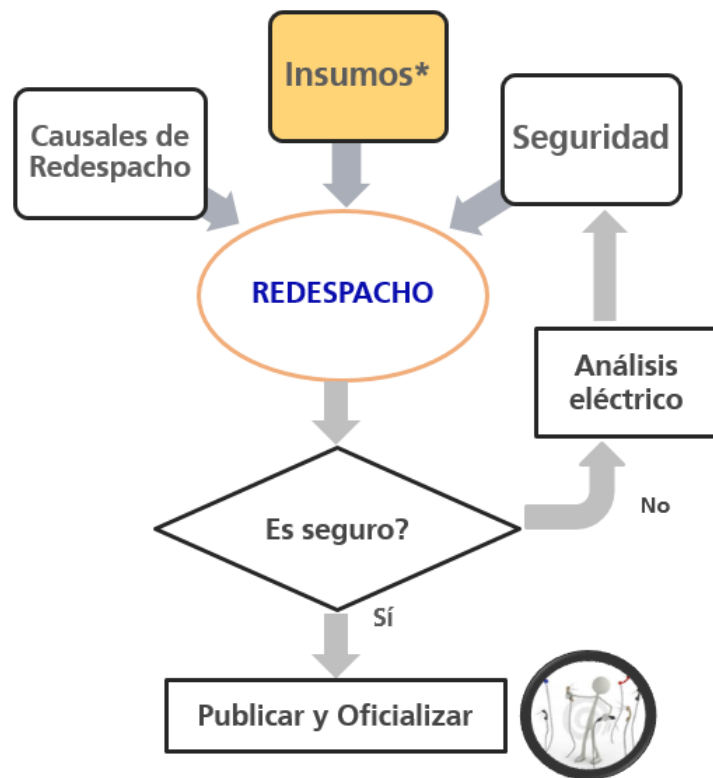 Insumos*
Causales de
Redespacho
Seguridad
REDESPACHO
Análisis
eléctrico
Es seguro?
No
Sí
Publicar y Oficializar